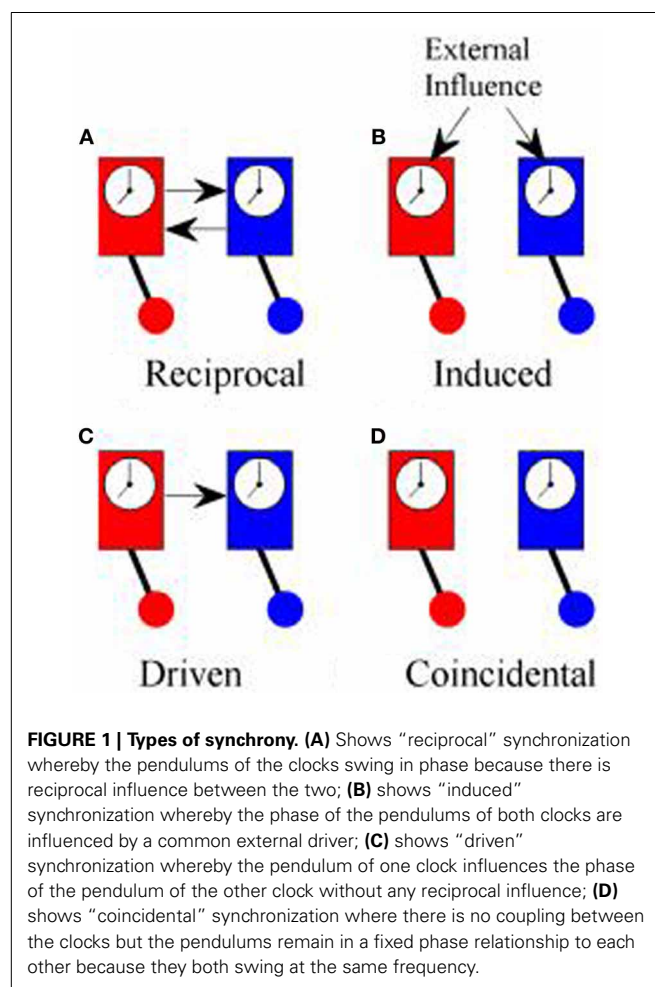 External
Influence
A
B
Reciprocal
Induced
C
D
Driven
Coincidental
FIGURE 1 | Types of synchrony. (A) Shows “reciprocal” synchronization
whereby the pendulums of the clocks swing in phase because there is
reciprocal influence between the two; (B) shows “induced”
synchronization whereby the phase of the pendulums of both clocks are
influenced by a common external driver; (C) shows “driven”
synchronization whereby the pendulum of one clock influences the phase
of the pendulum of the other clock without any reciprocal influence; (D)
shows “coincidental” synchronization where there is no coupling between
the clocks but the pendulums remain in a fixed phase relationship to each
other because they both swing at the same frequency.